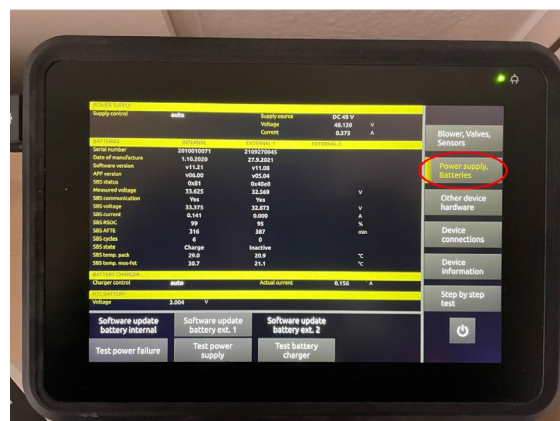 POWER SUPPLY
Supply control auto Supply source DC 48 V
Voltage 48.120 V
Current 0.373 A
BATTERIES INTERNAL EXTERNAL 1 EXTERNAL 2
Serial number 2010010071 2109270045
Date of manufacture 1.10.2020 27.9.2021
Software version v11.21 v11.08
APF version v06.00 v05.04
SBS status 0x81 0x40e0
Measured voltage 33.625 32.569 V
SBS communication Yes Yes
SBS voltage 33.375 32.873 V
SBS current 0.141 0.000 A
SBS RSOC 99 95 %
SBS ATTE 316 387 min
SBS cycles 6 0
SBS state Charge Inactive
SBS temp. pack 29.0 20.9 °C
SBS temp. mos-fet 30.7 21.1 °C
BATTERY CHARGER
Charger control auto Actual current 0.156 A
RTC BATTERY
Voltage 3.004 V
Software update
battery internal
Software update
battery ext. 1
Software update
battery ext. 2
Test power failure
Test power
supply
Test battery
charger
Blower, Valves,
Sensors
Power supply,
Batteries
Other device
hardware
Device
connections
Device
information
Step by step
test